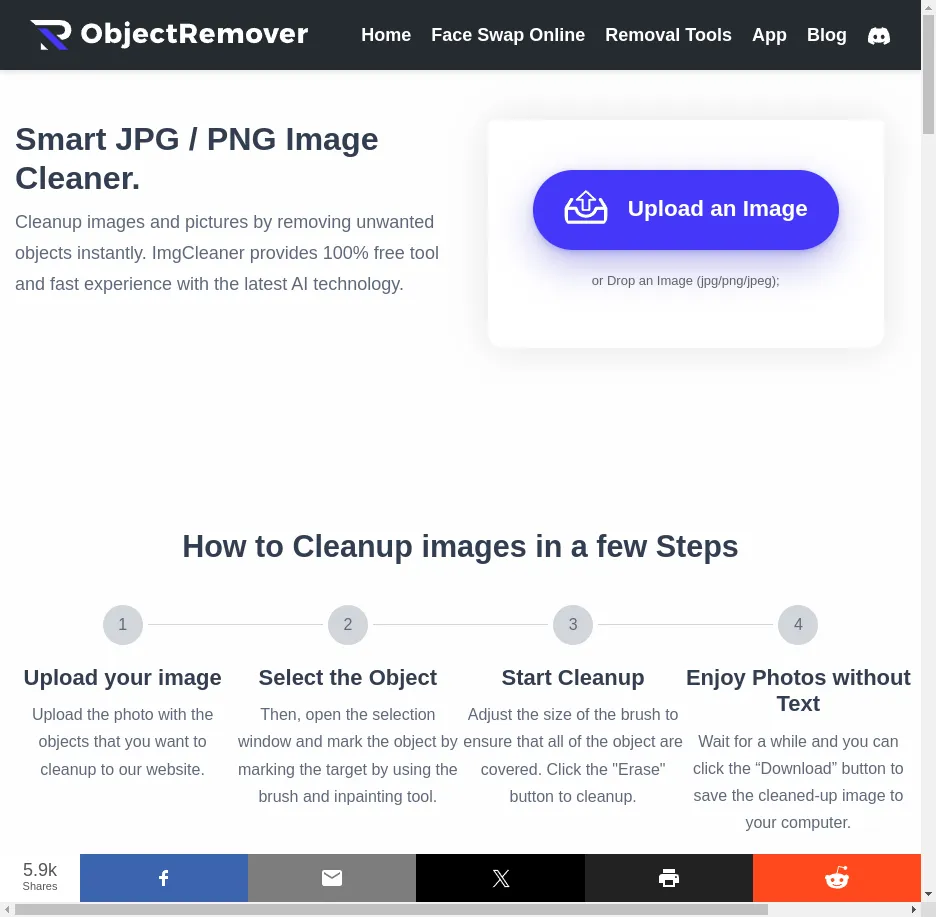 ObjectRemover Home Face Swap Online Removal Tools App Blog
Smart JPG / PNG Image
Cleaner.
Cleanup images and pictures by removing unwanted
objects instantly. ImgCleaner provides 100% free tool
and fast experience with the latest AI technology.
Upload an Image
or Drop an Image (jpg/png/jpeg);
How to Cleanup images in a few Steps
1
Upload your image
Upload the photo with the
objects that you want to
cleanup to our website.
2
Select the Object
Then, open the selection
window and mark the object by
marking the target by using the
brush and inpainting tool.
3
Start Cleanup
Adjust the size of the brush to
ensure that all of the object are
covered. Click the "Erase"
button to cleanup.
4
Enjoy Photos without
Text
Wait for a while and you can
click the “Download” button to
save the cleaned-up image to
your computer.
5.9k
Shares